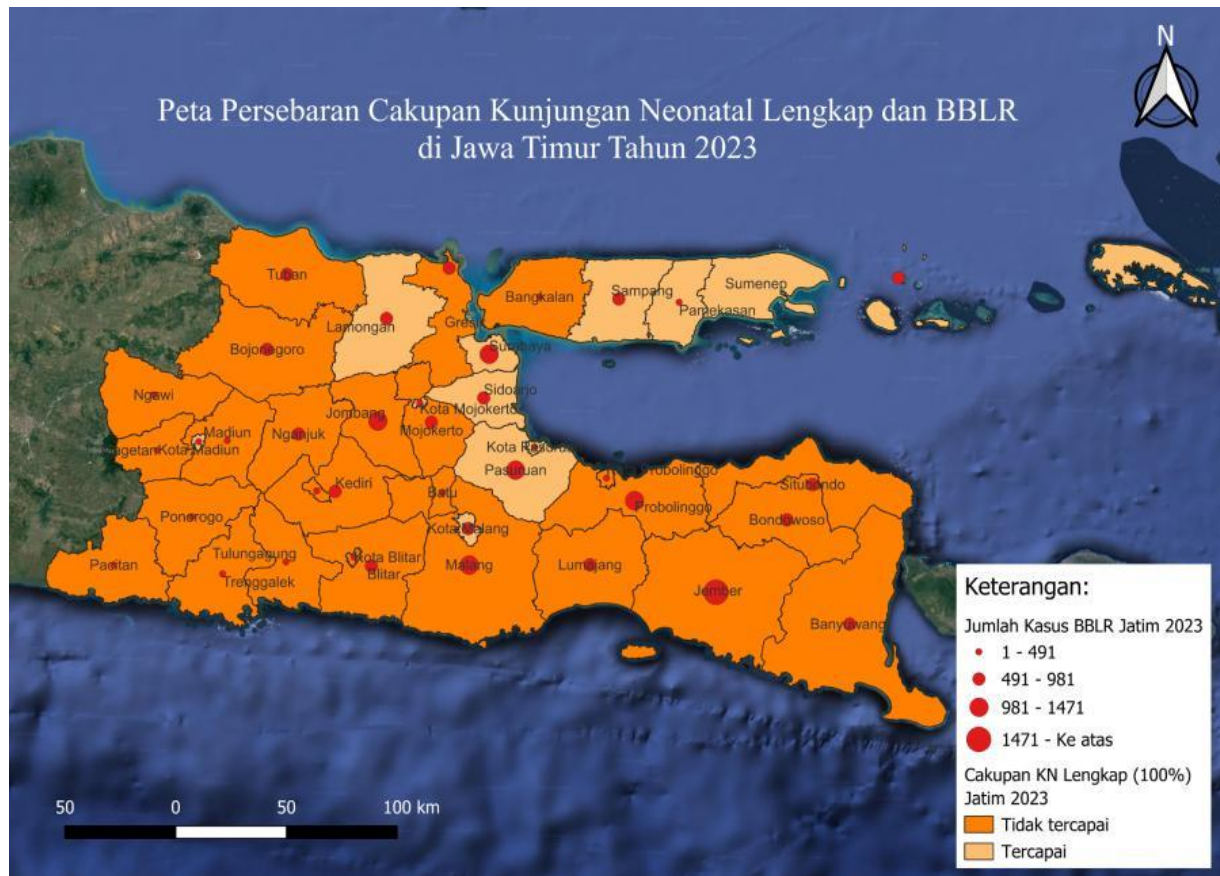 N
Peta Persebaran Cakupan Kunjungan Neonatal Lengkap dan BBLR
di Jawa Timur Tahun 2023
Tuban
Lamongan
Gresik
Bangkalan
Sampang
Pamekasan
Sumenep
Bojonegoro
Surabaya
Ngawi
Sidoarjo
Jombang
Kota Mojokerto
Mojokerto
Madiun
Nganjuk
getan
Kota Madiun
Kota Pasuruan
Pasuruan
Kota Probolinggo
Probolinggo
Situbondo
Bondowoso
Kediri
Batu
Ponorogo
Kota Malang
Malang
Pacitan
Tulungagung
Trenggalek
Kota Blitar
Blitar
Lumajang
Jember
Banyuwang
Keterangan:
Jumlah Kasus BBLR Jatim 2023
1 - 491
491 - 981
981 - 1471
1471 - Ke atas
Cakupan KN Lengkap (100%)
Jatim 2023
Tidak tercapai
Tercapai
50 0 50 100 km